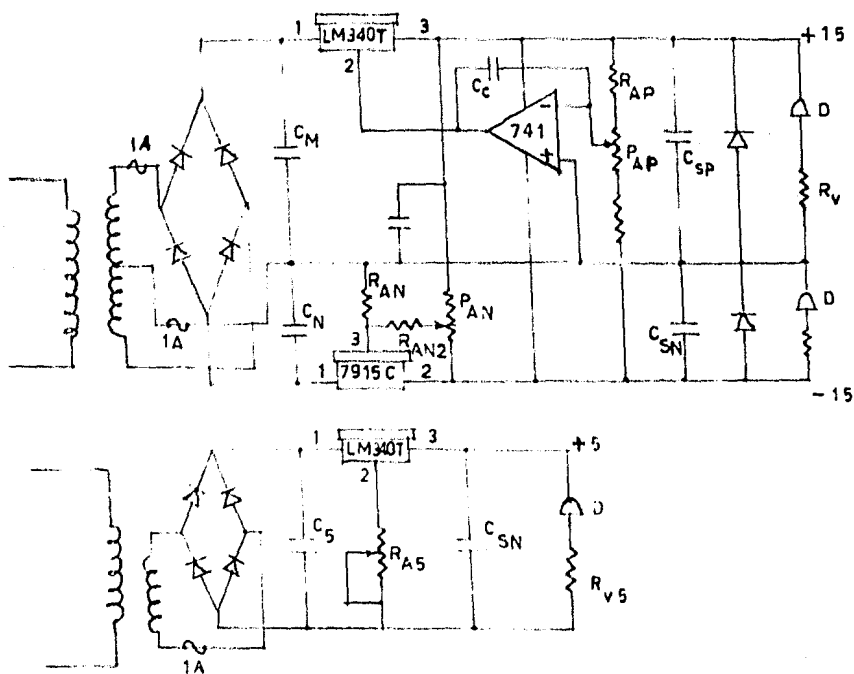 1 LM340T 3 +15
2
1A
C_M
C_C
741
-
+
R_AP
P_AP
C_SP
D
R_V
R_AN
P_AN
1A
C_N
3 R_AN2
C_SN
D
1 7915C 2
-15
1 LM340T 3 +5
2
C_5
R_A5
C_SN
D
R_V5
1A